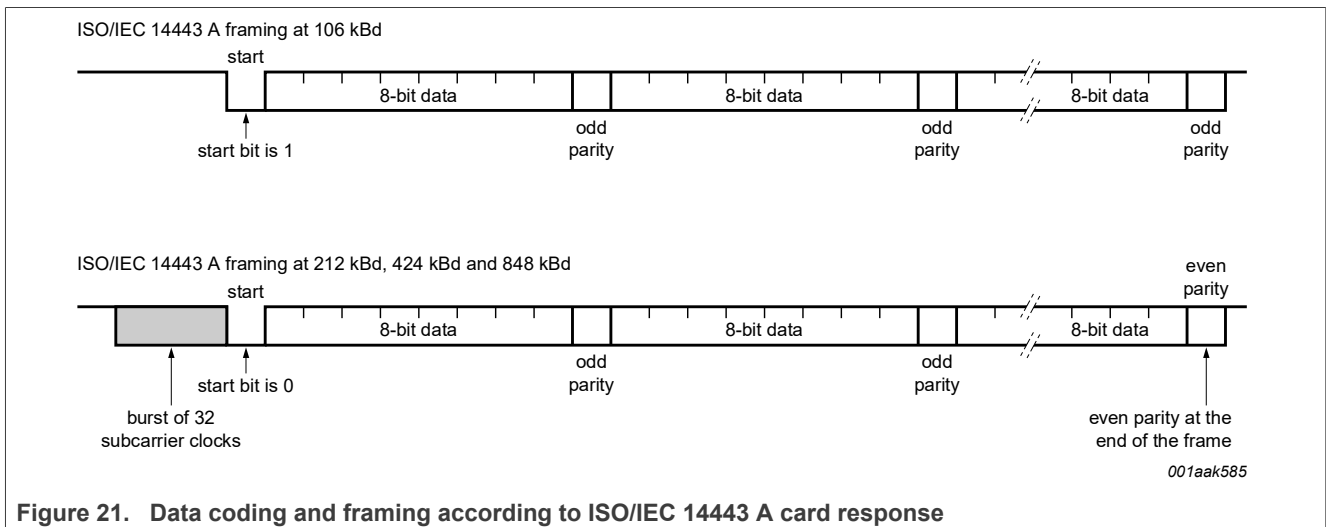 ISO/IEC 14443 A framing at 106 kBd
start
8-bit data
8-bit data
8-bit data
start bit is 1
odd
parity
odd
parity
odd
parity
ISO/IEC 14443 A framing at 212 kBd, 424 kBd and 848 kBd
even
parity
start
8-bit data
8-bit data
8-bit data
start bit is 0
odd
parity
odd
parity
burst of 32
subcarrier clocks
even parity at the
end of the frame
001aak585
Figure 21. Data coding and framing according to ISO/IEC 14443 A card response